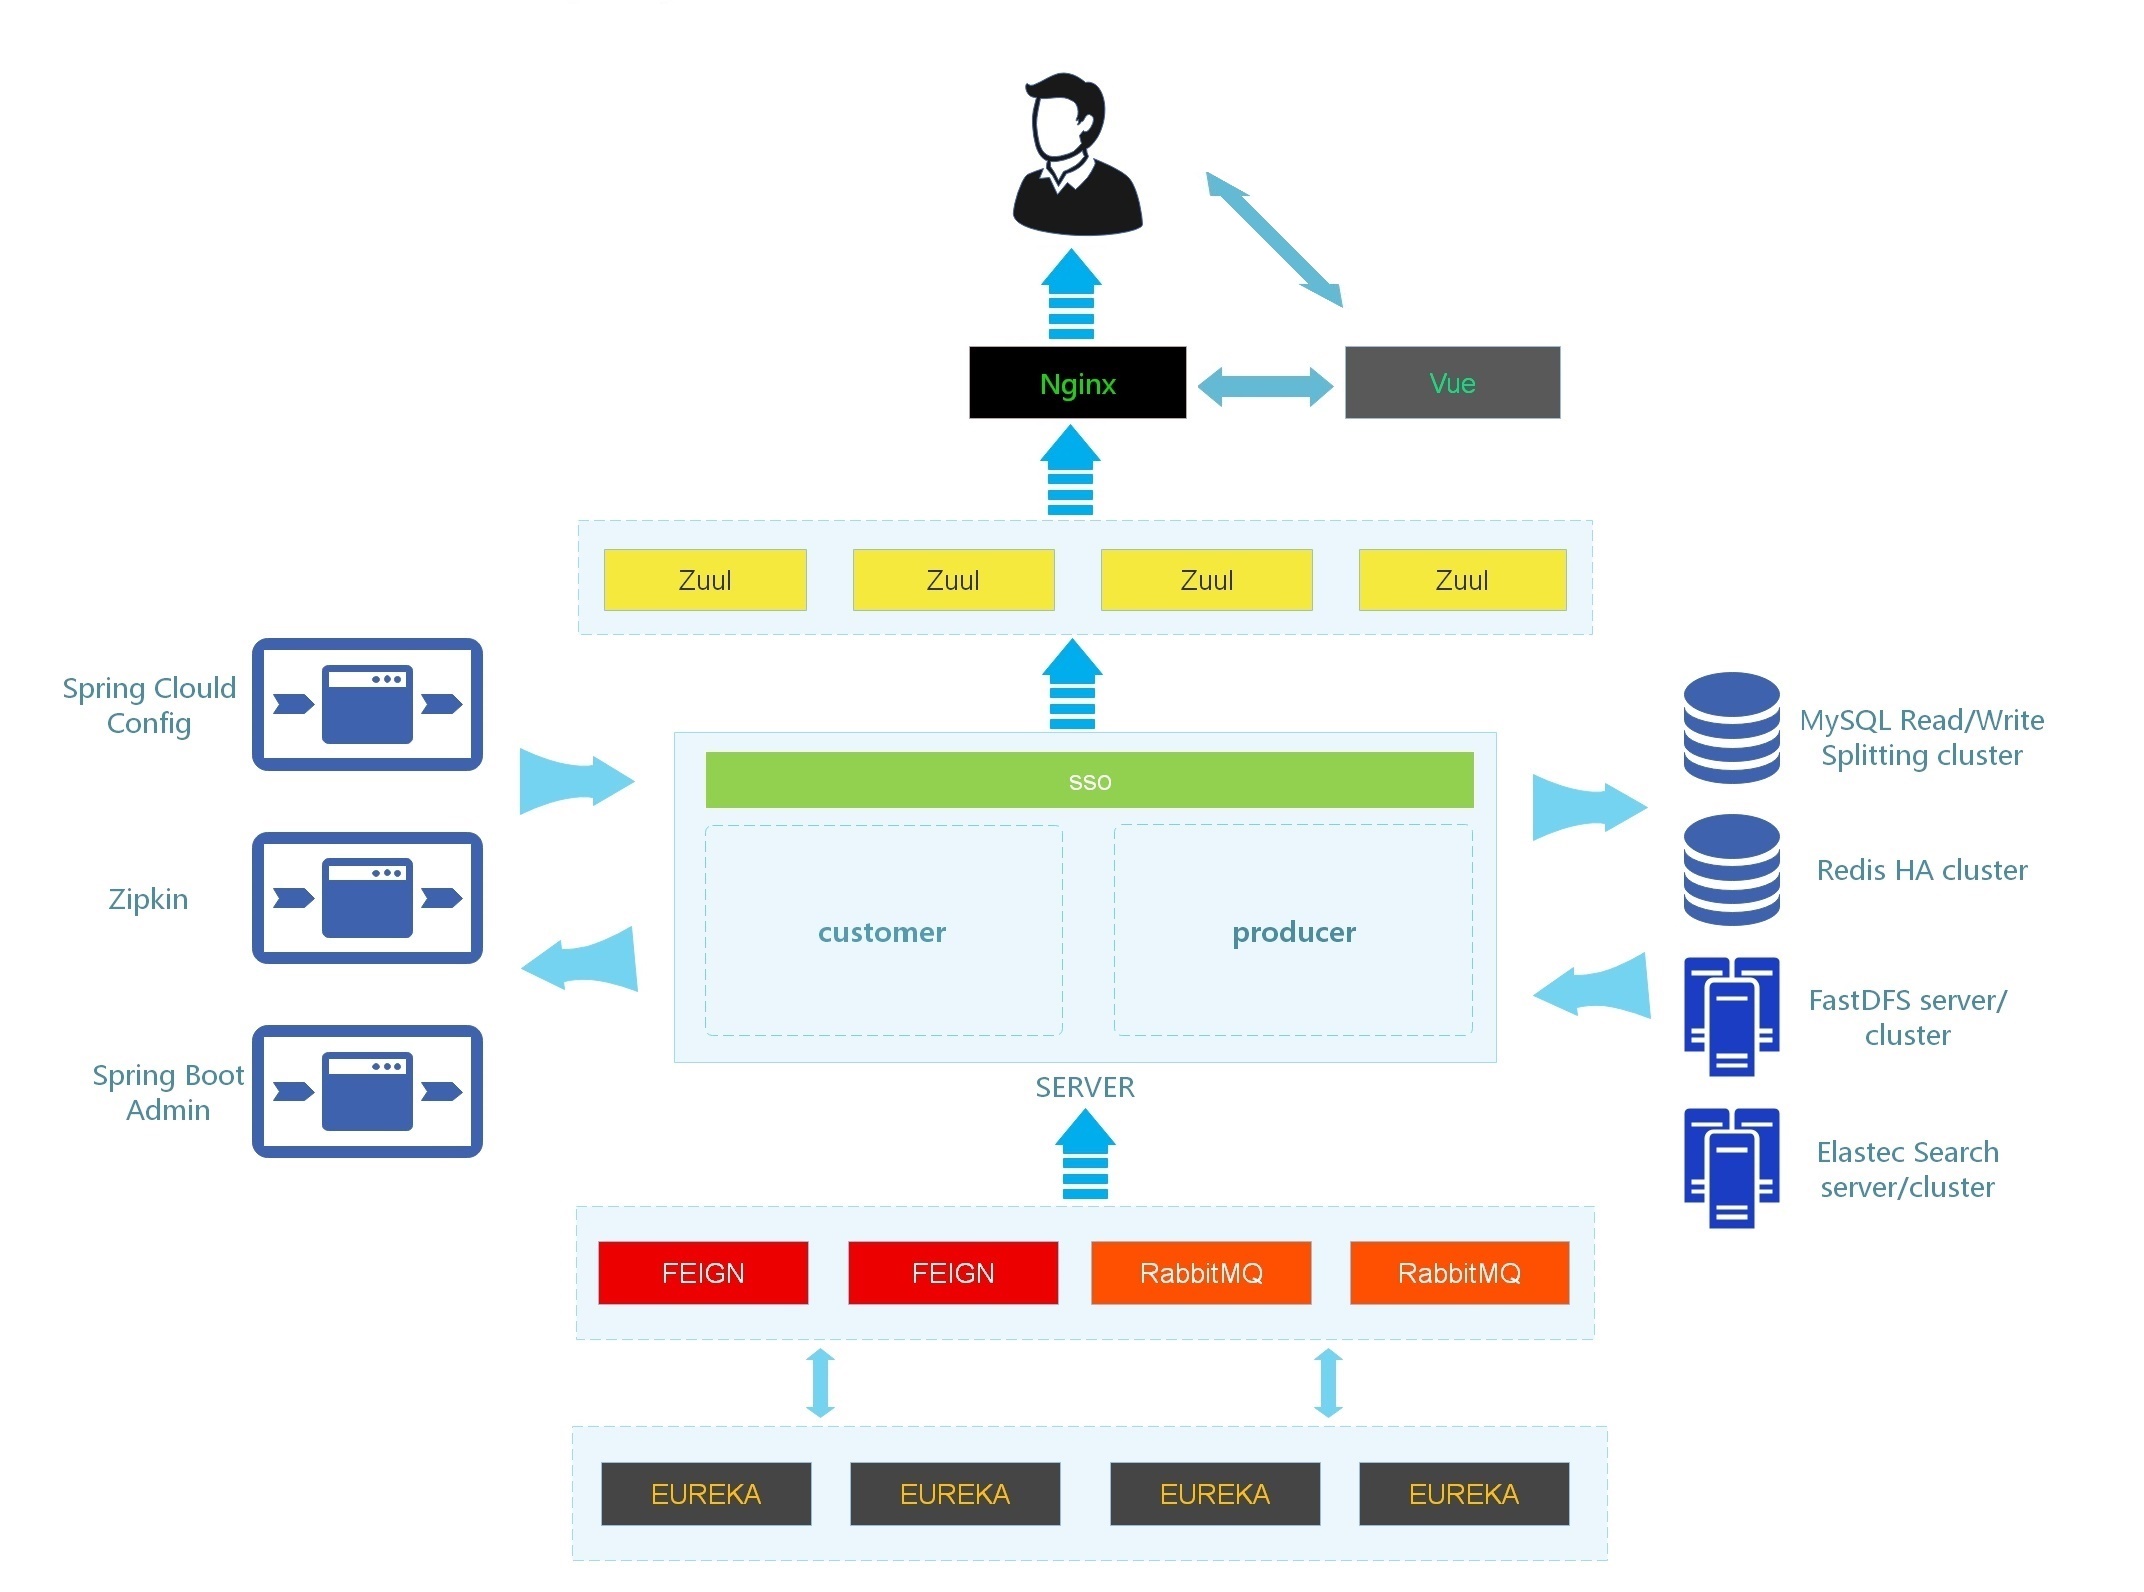 Nginx
Vue
Zuul
Zuul
Zuul
Zuul
Spring Clould
Config
Zipkin
Spring Boot
Admin
sso
customer
producer
SERVER
MySQL Read/Write
Splitting cluster
Redis HA cluster
FastDFS server/
cluster
Elastec Search
server/cluster
FEIGN
FEIGN
RabbitMQ
RabbitMQ
EUREKA
EUREKA
EUREKA
EUREKA